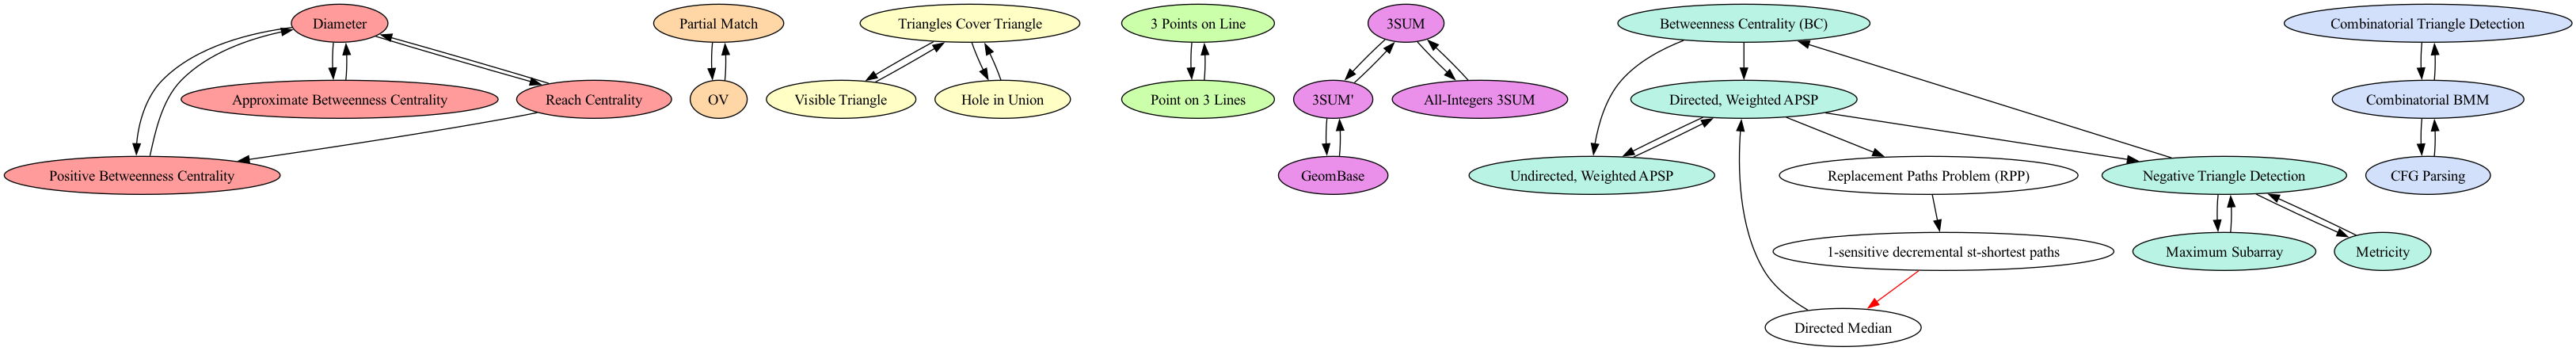 Diameter
Partial Match
Triangles Cover Triangle
3 Points on Line
3SUM
Betweenness Centrality (BC)
Combinatorial Triangle Detection
Approximate Betweenness Centrality
Reach Centrality
OV
Visible Triangle
Hole in Union
Point on 3 Lines
3SUM'
All-Integers 3SUM
Directed, Weighted APSP
Combinatorial BMM
Positive Betweenness Centrality
GeomBase
Undirected, Weighted APSP
Replacement Paths Problem (RPP)
Negative Triangle Detection
CFG Parsing
1-sensitive decremental st-shortest paths
Maximum Subarray
Metricity
Directed Median